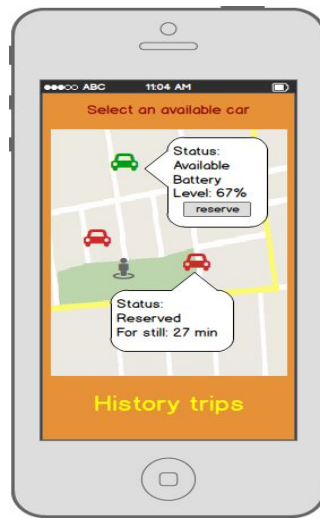 ABC 11:04 AM
Select an available car
Status:
Available
Battery
Level: 67%
reserve
Status:
Reserved
For still: 27 min
History trips